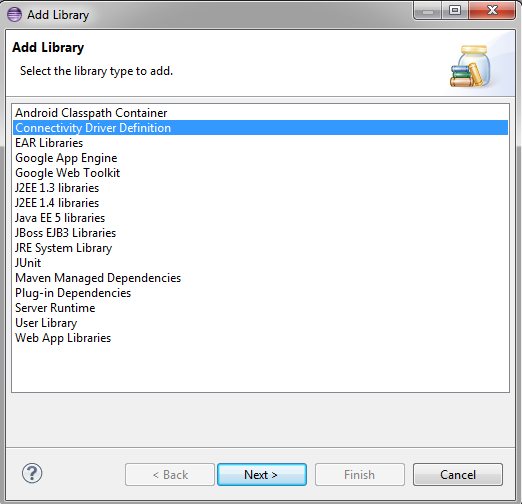 Add Library
Add Library
Select the library type to add.
Android Classpath Container
Connectivity Driver Definition
EAR Libraries
Google App Engine
Google Web Toolkit
J2EE 1.3 libraries
J2EE 1.4 libraries
Java EE 5 libraries
JBoss EJB3 Libraries
JRE System Library
JUnit
Maven Managed Dependencies
Plug-in Dependencies
Server Runtime
User Library
Web App Libraries
? < Back Next > Finish Cancel